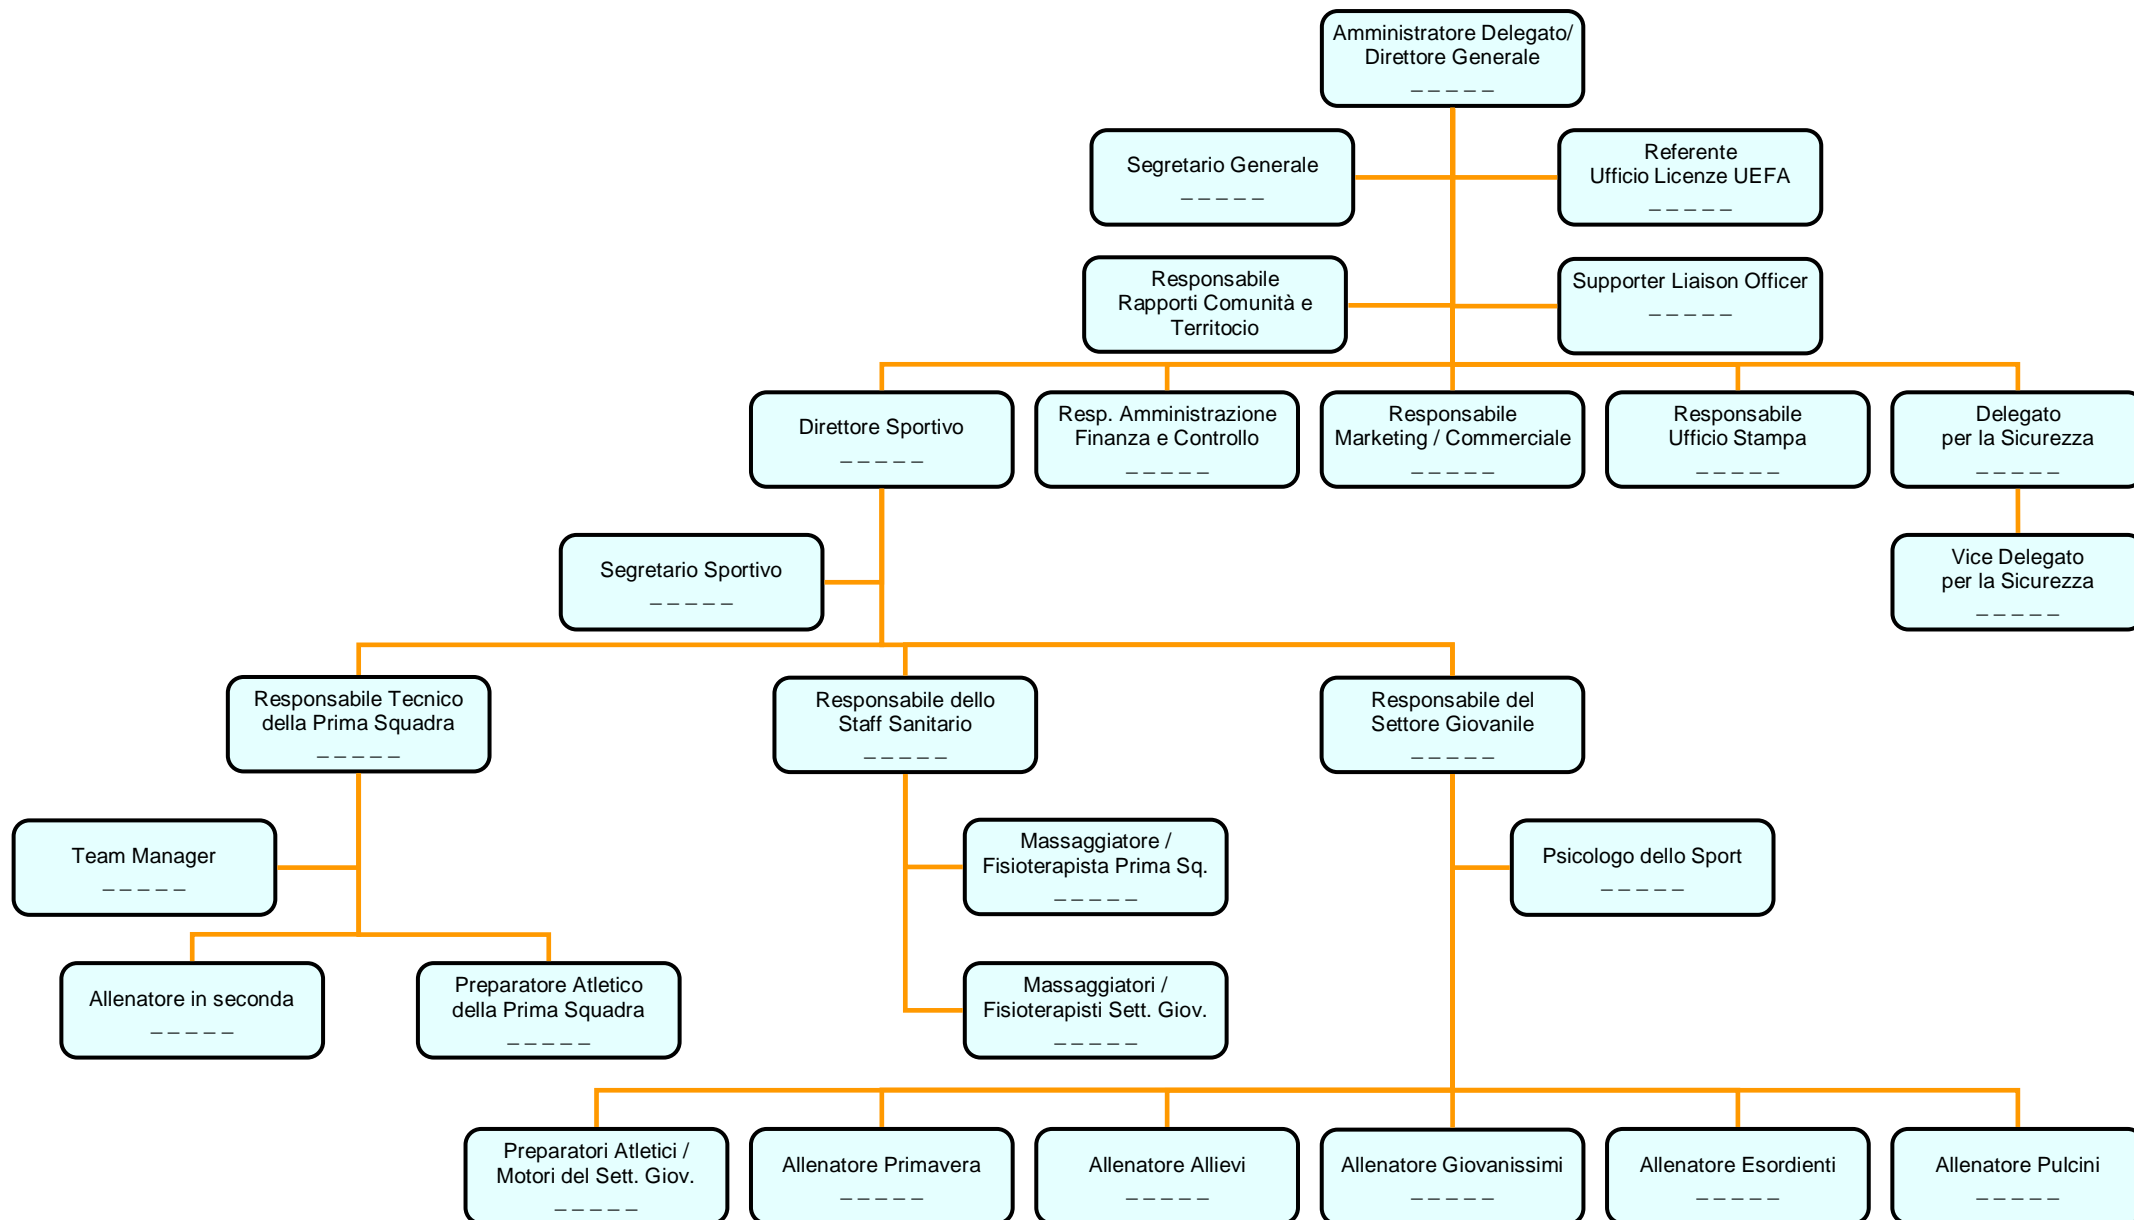 Amministratore Delegato/
Direttore Generale
_ _ _ _ _
Segretario Generale
_ _ _ _ _
Referente
Ufficio Licenze UEFA
_ _ _ _ _
Responsabile
Rapporti Comunità e
Territocio
Supporter Liaison Officer
_ _ _ _ _
Direttore Sportivo
_ _ _ _ _
Resp. Amministrazione
Finanza e Controllo
_ _ _ _ _
Responsabile
Marketing / Commerciale
_ _ _ _ _
Responsabile
Ufficio Stampa
_ _ _ _ _
Delegato
per la Sicurezza
_ _ _ _ _
Segretario Sportivo
_ _ _ _ _
Vice Delegato
per la Sicurezza
_ _ _ _ _
Responsabile Tecnico
della Prima Squadra
_ _ _ _ _
Responsabile dello
Staff Sanitario
_ _ _ _ _
Responsabile del
Settore Giovanile
_ _ _ _ _
Team Manager
_ _ _ _ _
Massaggiatore /
Fisioterapista Prima Sq.
_ _ _ _ _
Psicologo dello Sport
_ _ _ _ _
Allenatore in seconda
_ _ _ _ _
Preparatore Atletico
della Prima Squadra
_ _ _ _ _
Massaggiatori /
Fisioterapisti Sett. Giov.
_ _ _ _ _
Preparatori Atletici /
Motori del Sett. Giov.
_ _ _ _ _
Allenatore Primavera
_ _ _ _ _
Allenatore Allievi
_ _ _ _ _
Allenatore Giovanissimi
_ _ _ _ _
Allenatore Esordienti
_ _ _ _ _
Allenatore Pulcini
_ _ _ _ _